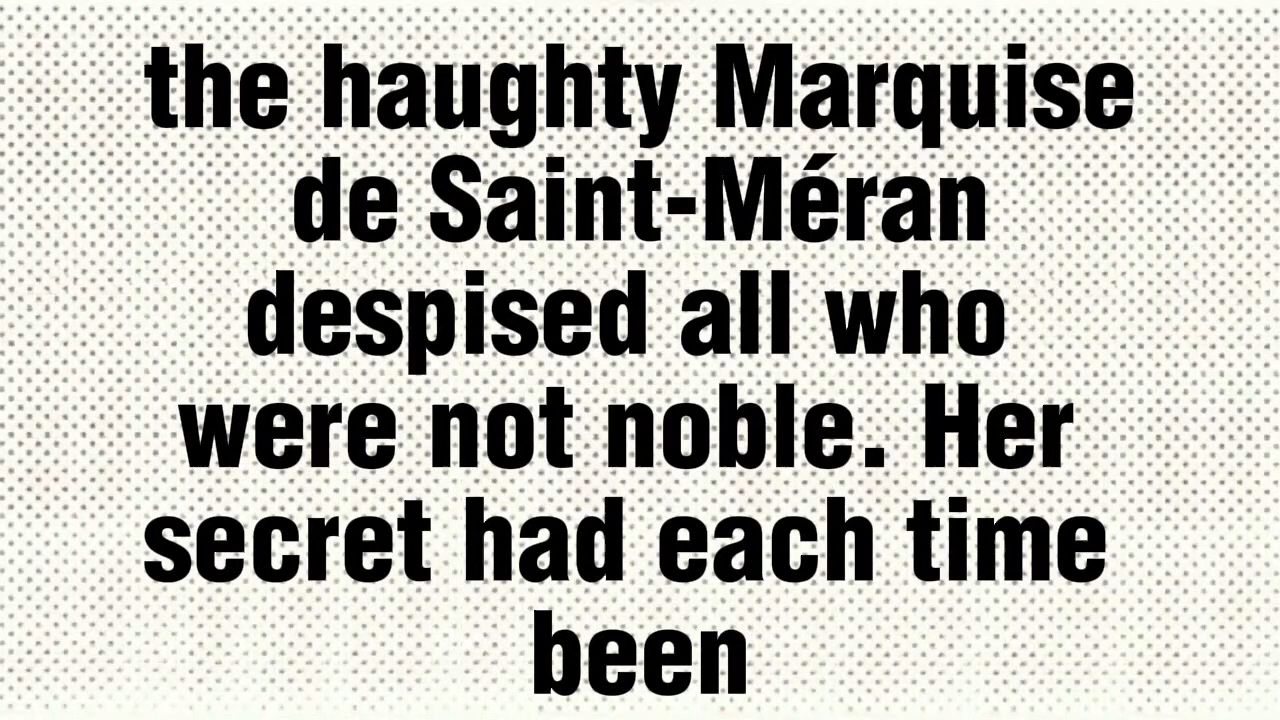 the haughty Marquise
de Saint-Méran
despised all who
were not noble. Her
secret had each time
been